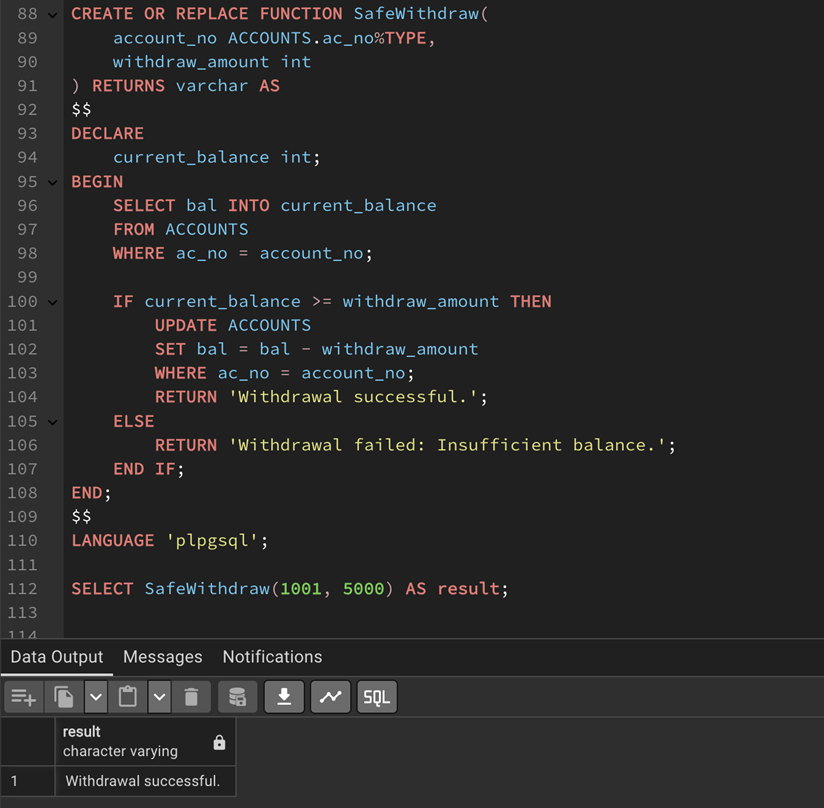 88 CREATE OR REPLACE FUNCTION SafeWithdraw(
89     account_no ACCOUNTS.ac_no%TYPE,
90     withdraw_amount int
91 ) RETURNS varchar AS
92 $$
93 DECLARE
94     current_balance int;
95 BEGIN
96     SELECT bal INTO current_balance
97     FROM ACCOUNTS
98     WHERE ac_no = account_no;
99
100     IF current_balance >= withdraw_amount THEN
101         UPDATE ACCOUNTS
102         SET bal = bal - withdraw_amount
103         WHERE ac_no = account_no;
104         RETURN 'Withdrawal successful.';
105     ELSE
106         RETURN 'Withdrawal failed: Insufficient balance.';
107     END IF;
108 END;
109 $$
110 LANGUAGE 'plpgsql';
111
112 SELECT SafeWithdraw(1001, 5000) AS result;
113
114
Data Output Messages Notifications
SQL
result
character varying
1 Withdrawal successful.